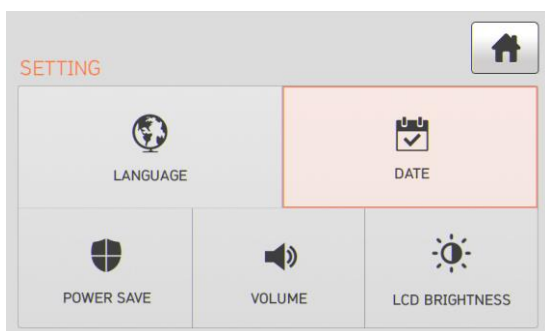 SETTING
LANGUAGE
DATE
POWER SAVE
VOLUME
LCD BRIGHTNESS